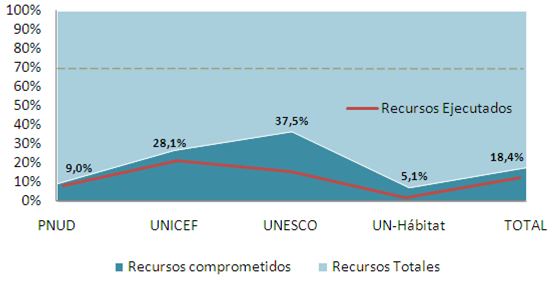 100%
90%
80%
70%
60%
50%
40%
30%
20%
10%
0%
Recursos Ejecutados
9,0%
28,1%
37,5%
5,1%
18,4%
PNUD
UNICEF
UNESCO
UN-Hábitat
TOTAL
Recursos comprometidos
Recursos Totales